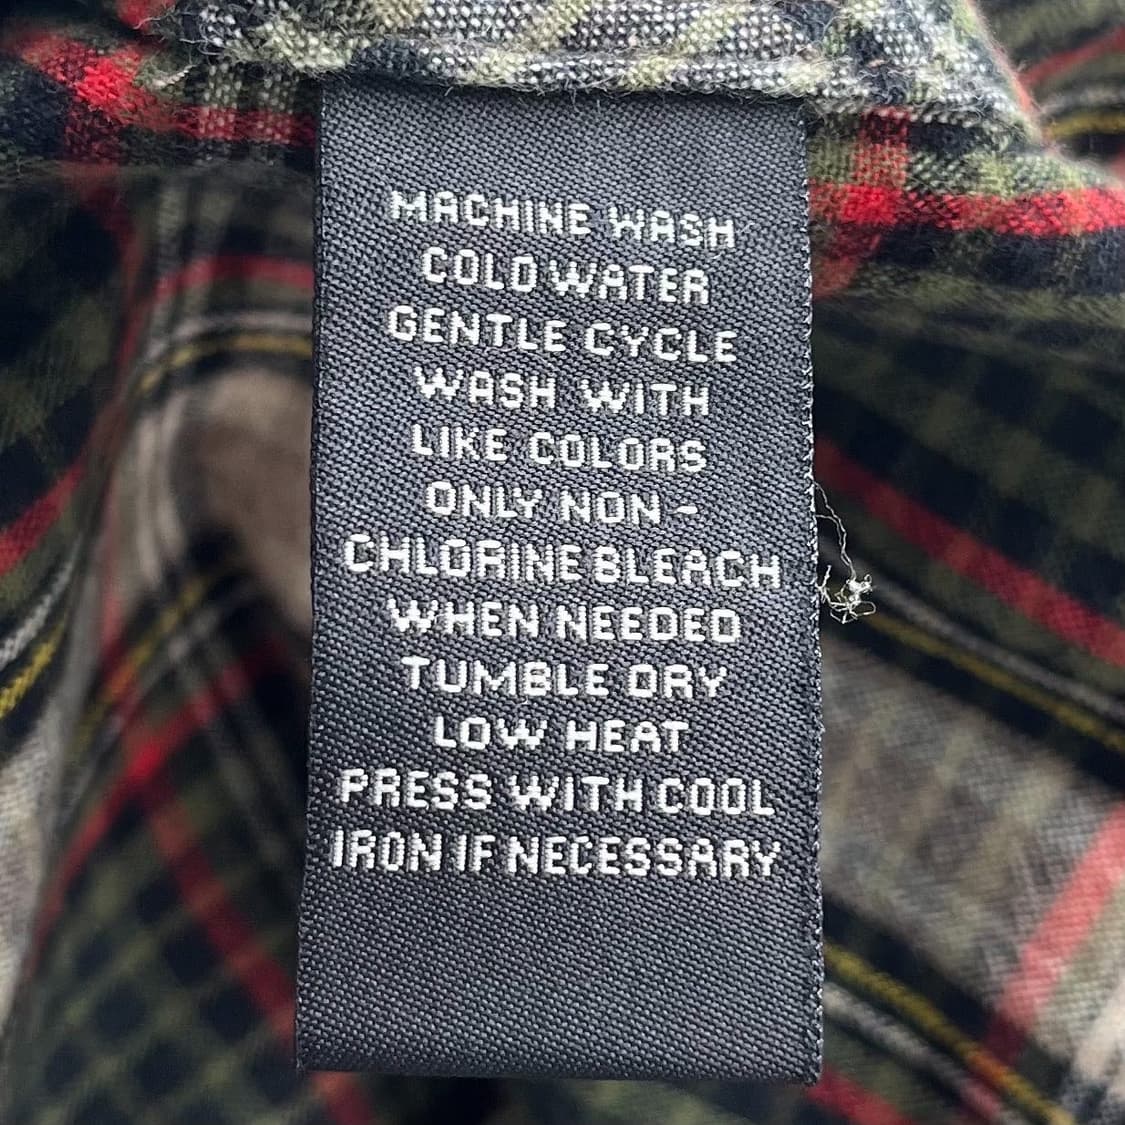 MACHINE WASH
COLD WATER
GENTLE CYCLE
WASH WITH
LIKE COLORS
ONLY NON -
CHLORINE BLEACH
WHEN NEEDED
TUMBLE DRY
LOW HEAT
PRESS WITH COOL
IRON IF NECESSARY